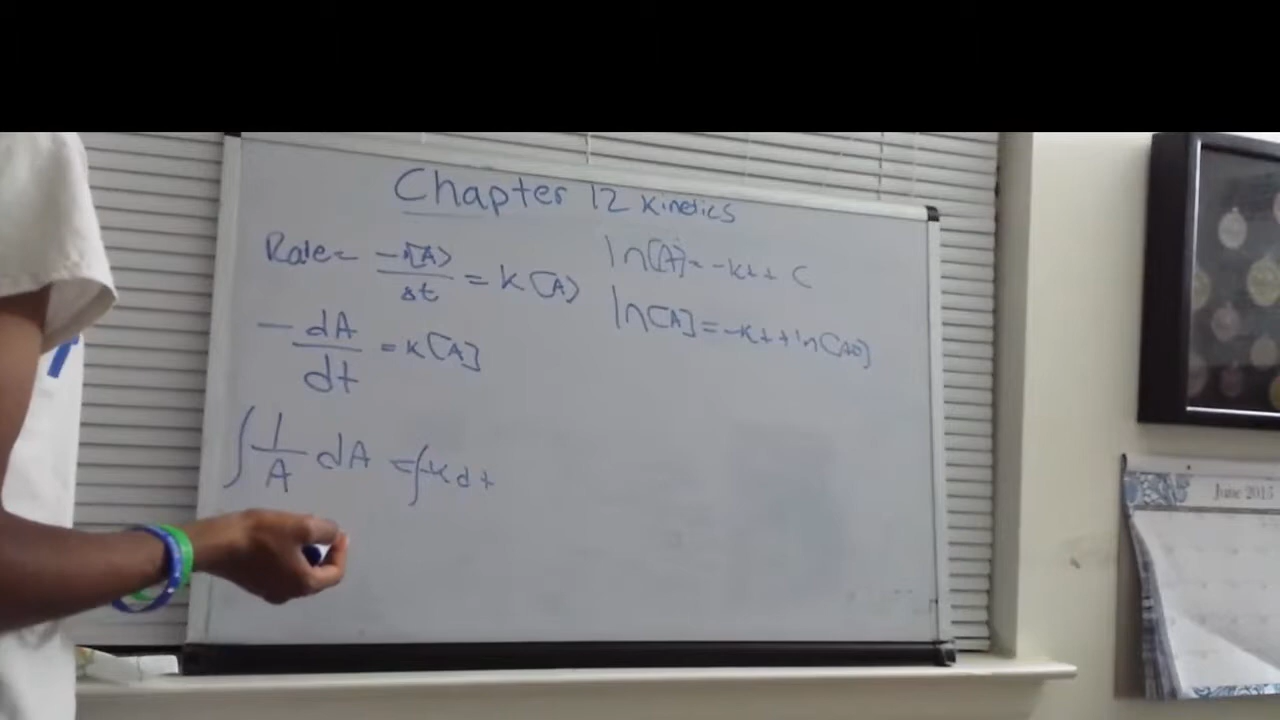 Chapter 12 Kinetics
Rate = -Δ[A]/Δt = K[A]
- dA/dt = K[A]
∫ 1/A dA = ∫-k dt
ln[A] = -kt + C
ln[A] = -Kt + ln[A0]
June 2015